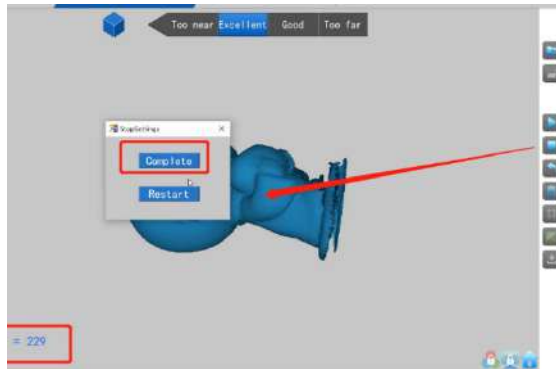 Too near Excellent Good Too far
StopSettings
Complete
Restart
= 229